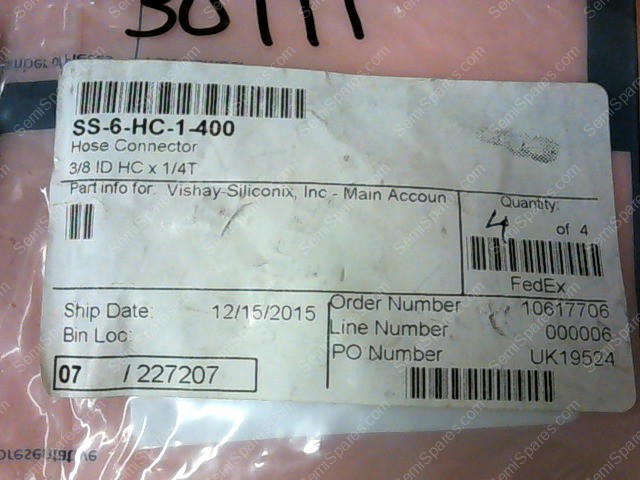 SS-6-HC-1-400
Hose Connector
3/8 ID HC x 1/4T
Part info for: Vishay Siliconix, Inc - Main Accoun
Quantity:
4 of 4
FedEx
Ship Date: 12/15/2015
Bin Loc:
07 / 227207
Order Number 10617706
Line Number 000006
PO Number UK19524
SemiSpares.com